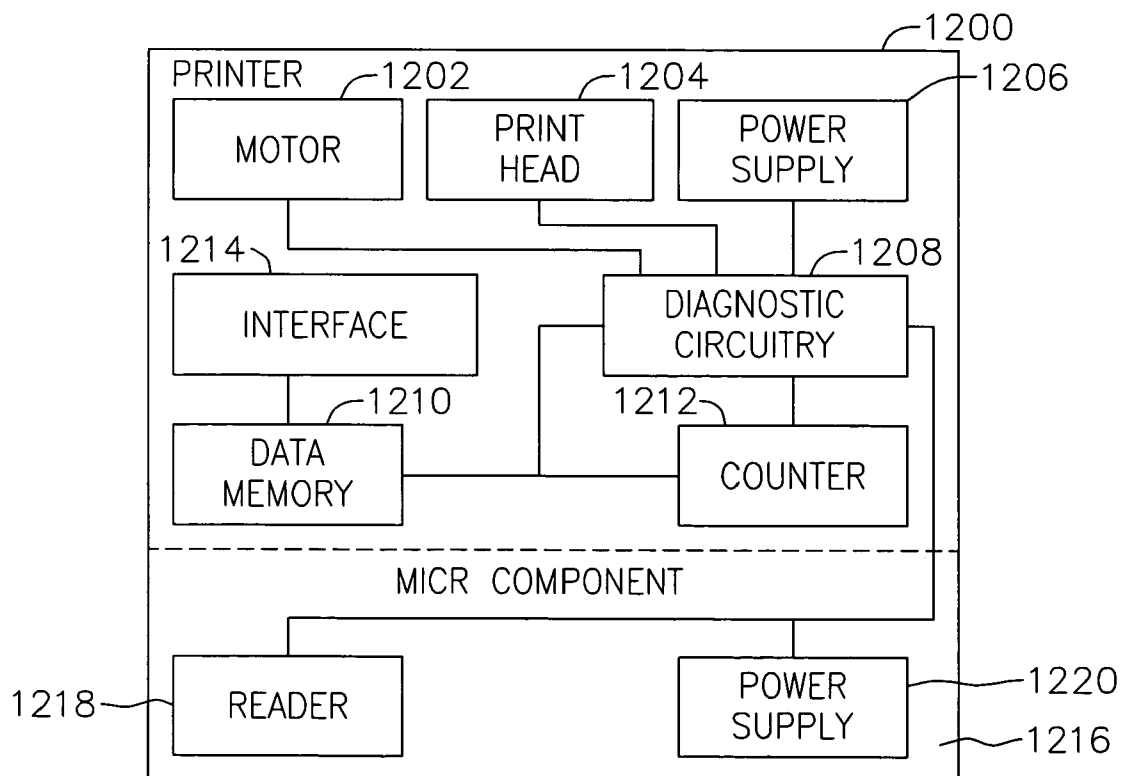 1200
PRINTER
1202
1204
1206
MOTOR
PRINT
HEAD
POWER
SUPPLY
1214
1208
INTERFACE
DIAGNOSTIC
CIRCUITRY
1210
1212
DATA
MEMORY
COUNTER
MICR COMPONENT
1218
READER
POWER
SUPPLY
1220
1216